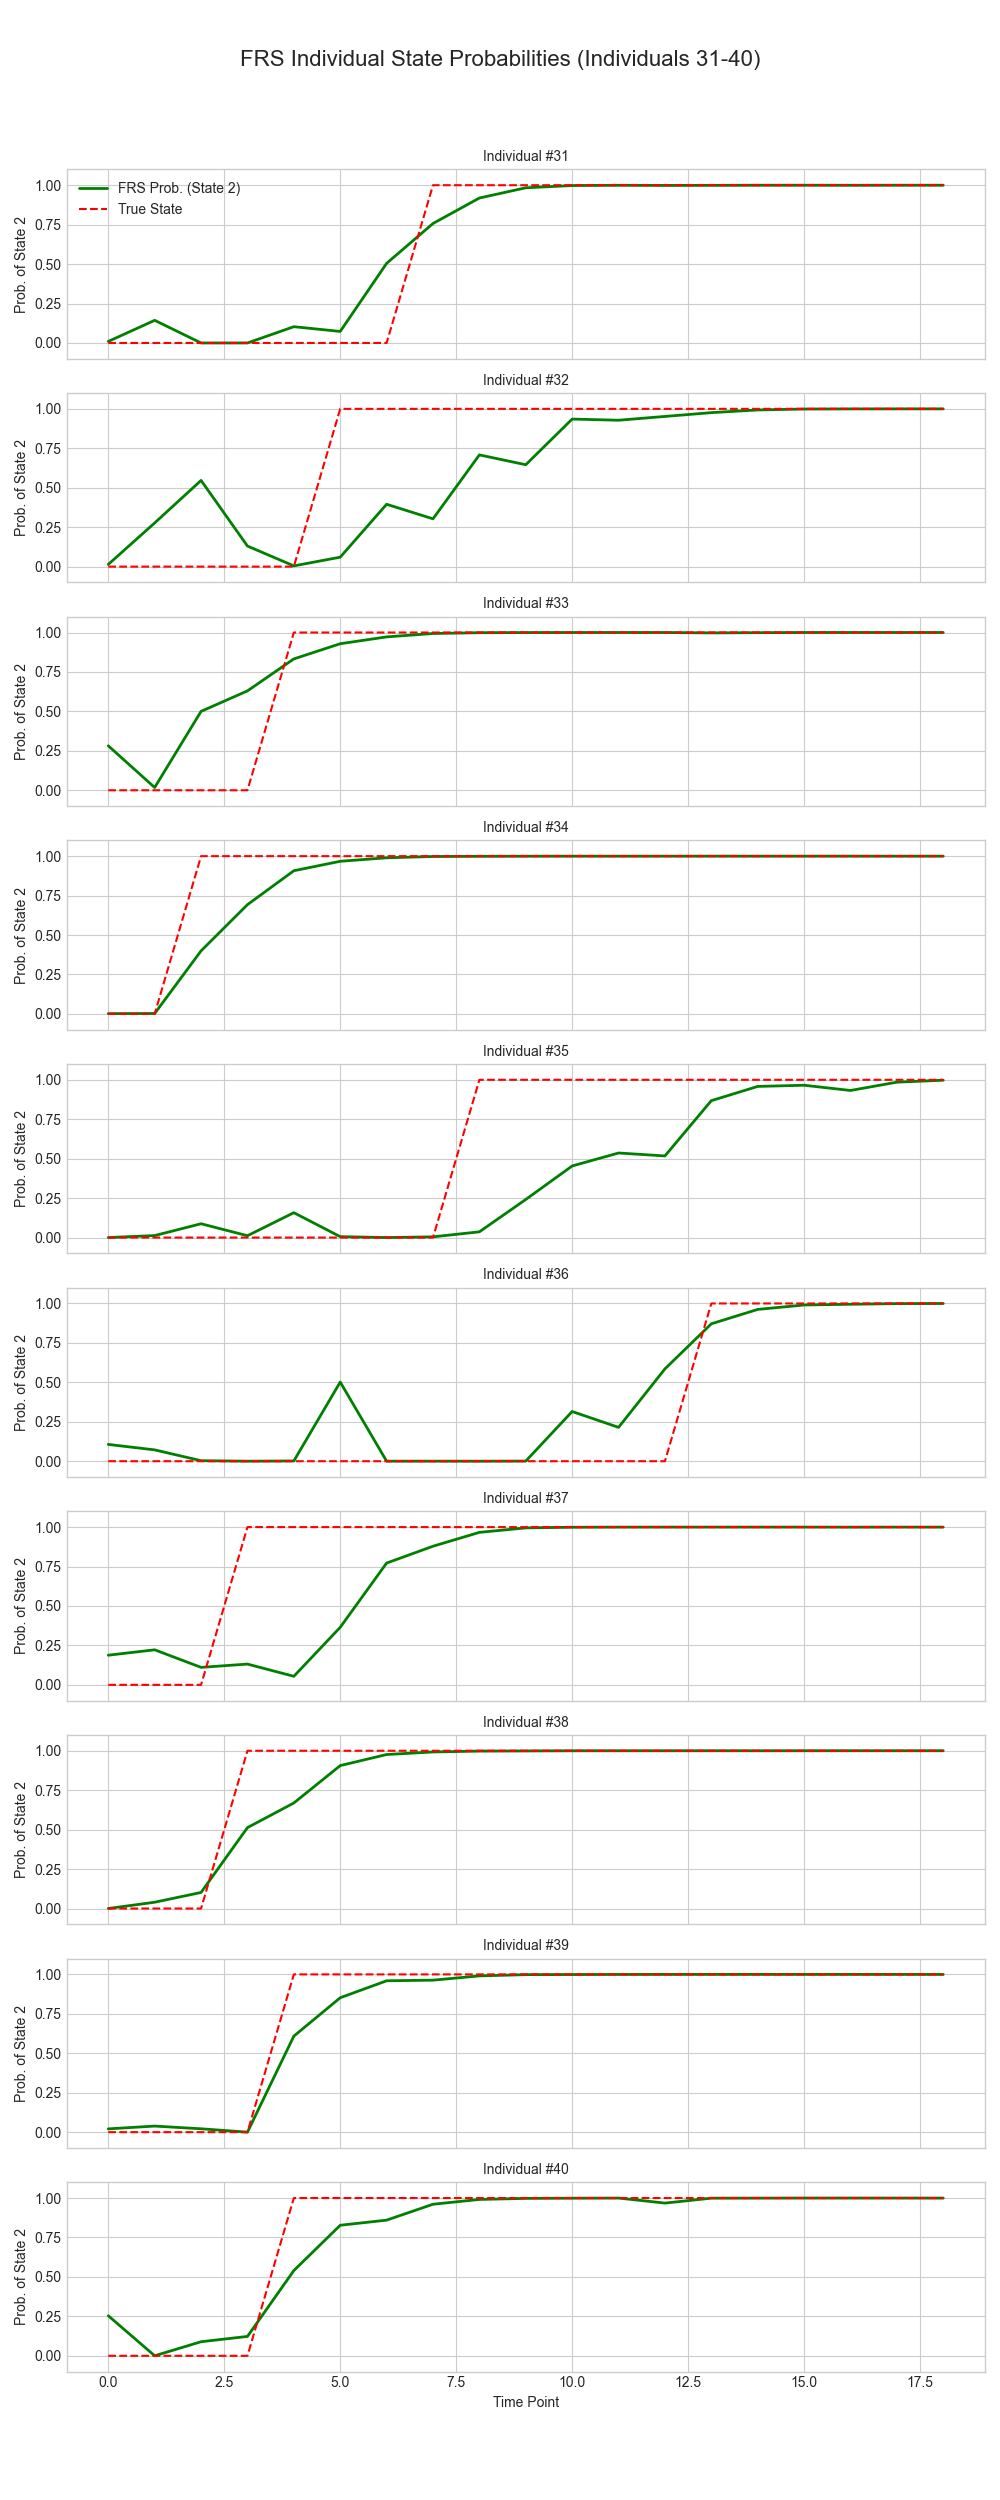 FRS Individual State Probabilities (Individuals 31-40)
Individual #31
FRS Prob. (State 2)
True State
Prob. of State 2
1.00
0.75
0.50
0.25
0.00
Individual #32
Prob. of State 2
1.00
0.75
0.50
0.25
0.00
Individual #33
Prob. of State 2
1.00
0.75
0.50
0.25
0.00
Individual #34
Prob. of State 2
1.00
0.75
0.50
0.25
0.00
Individual #35
Prob. of State 2
1.00
0.75
0.50
0.25
0.00
Individual #36
Prob. of State 2
1.00
0.75
0.50
0.25
0.00
Individual #37
Prob. of State 2
1.00
0.75
0.50
0.25
0.00
Individual #38
Prob. of State 2
1.00
0.75
0.50
0.25
0.00
Individual #39
Prob. of State 2
1.00
0.75
0.50
0.25
0.00
Individual #40
Prob. of State 2
1.00
0.75
0.50
0.25
0.00
0.0 2.5 5.0 7.5 10.0 12.5 15.0 17.5
Time Point